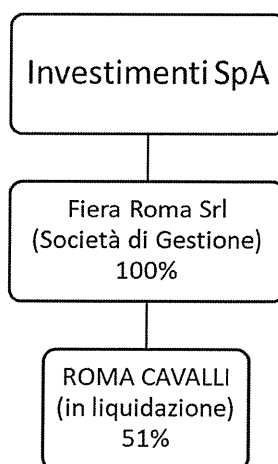 Investimenti SpA
Fiera Roma Srl
(Società di Gestione)
100%
ROMA CAVALLI
(in liquidazione)
51%